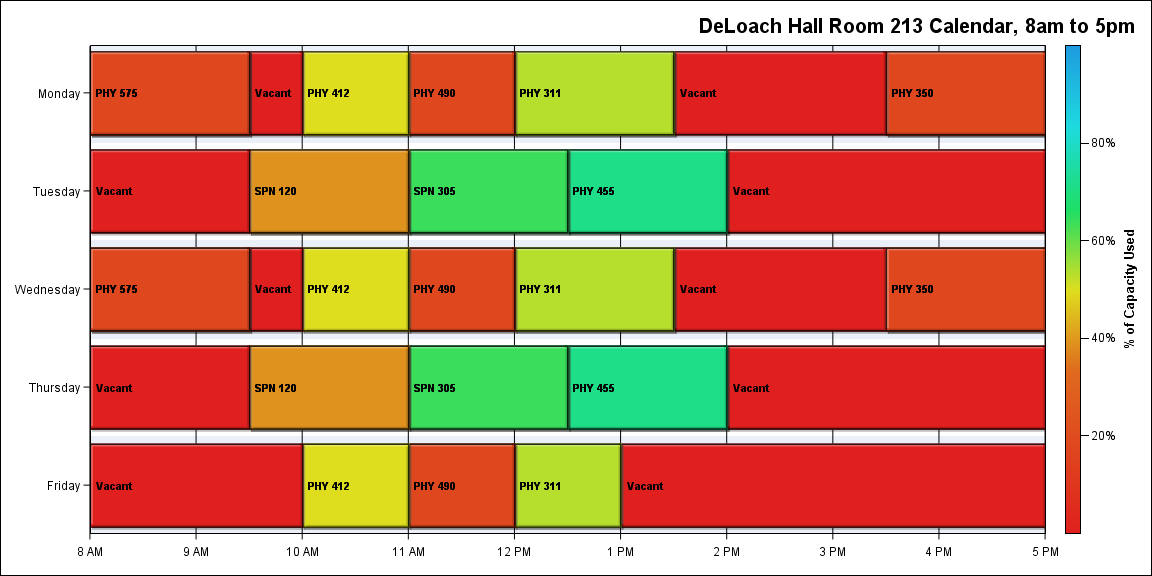 DeLoach Hall Room 213 Calendar, 8am to 5pm
Monday
PHY 575
Vacant
PHY 412
PHY 490
PHY 311
Vacant
PHY 350
Tuesday
Vacant
SPN 120
SPN 305
PHY 455
Vacant
Wednesday
PHY 575
Vacant
PHY 412
PHY 490
PHY 311
Vacant
PHY 350
Thursday
Vacant
SPN 120
SPN 305
PHY 455
Vacant
Friday
Vacant
PHY 412
PHY 490
PHY 311
Vacant
8 AM
9 AM
10 AM
11 AM
12 PM
1 PM
2 PM
3 PM
4 PM
5 PM
80%
60%
40%
20%
% of Capacity Used